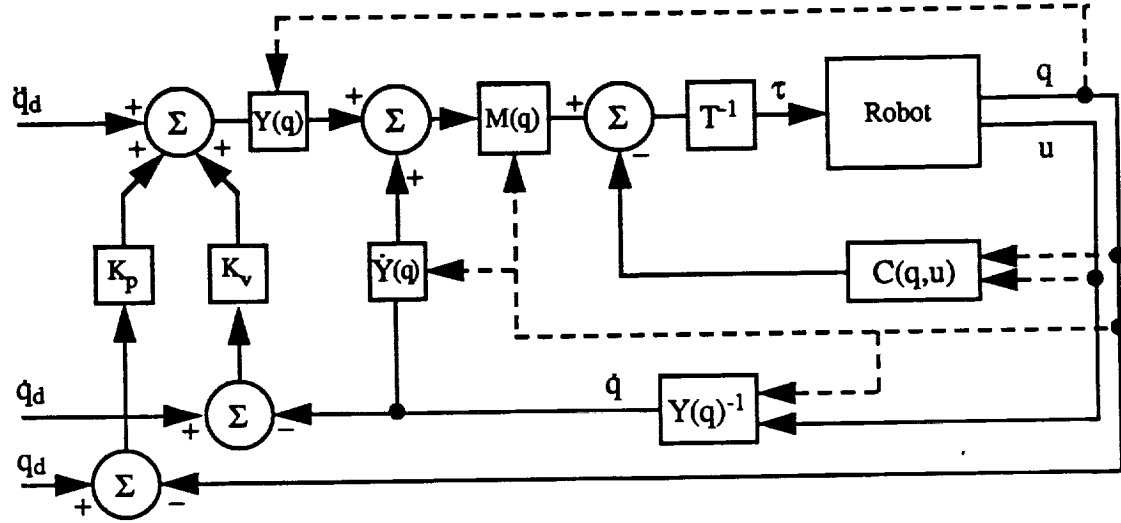 q
u
q̈d
+
+
+
Σ
Y(q)
+
Σ
+
M(q)
+
Σ
−
T⁻¹
τ
Robot
Kp
Kv
Ẏ(q)
C(q,u)
q̇d
+
Σ
−
q̇
Y(q)⁻¹
qd
+
Σ
−